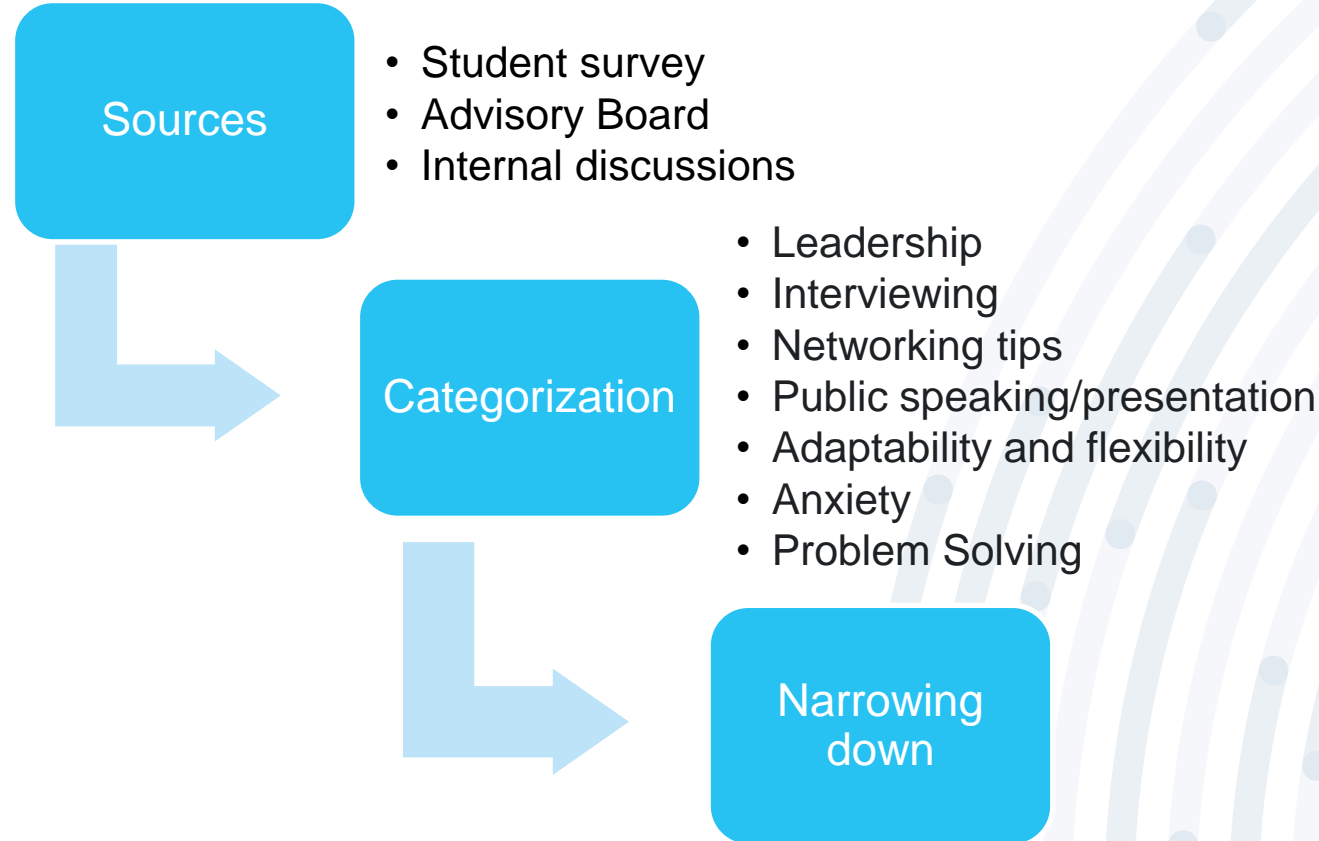 Sources
• Student survey
• Advisory Board
• Internal discussions
Categorization
• Leadership
• Interviewing
• Networking tips
• Public speaking/presentation
• Adaptability and flexibility
• Anxiety
• Problem Solving
Narrowing
down